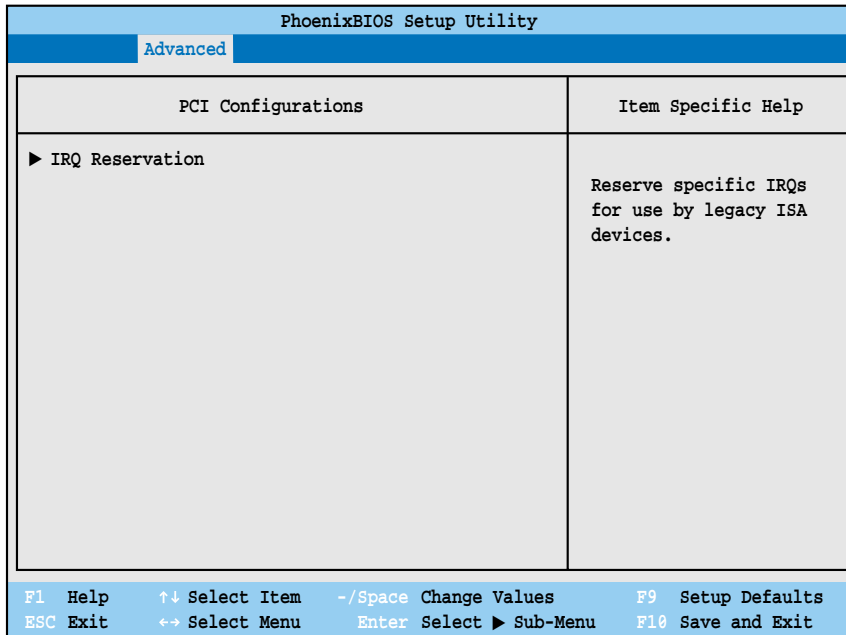 PhoenixBIOS Setup Utility
Advanced
PCI Configurations
Item Specific Help
▶ IRQ Reservation
Reserve specific IRQs
for use by legacy ISA
devices.
F1 Help ↑↓ Select Item -/Space Change Values F9 Setup Defaults
ESC Exit ←→ Select Menu Enter Select ▶ Sub-Menu F10 Save and Exit